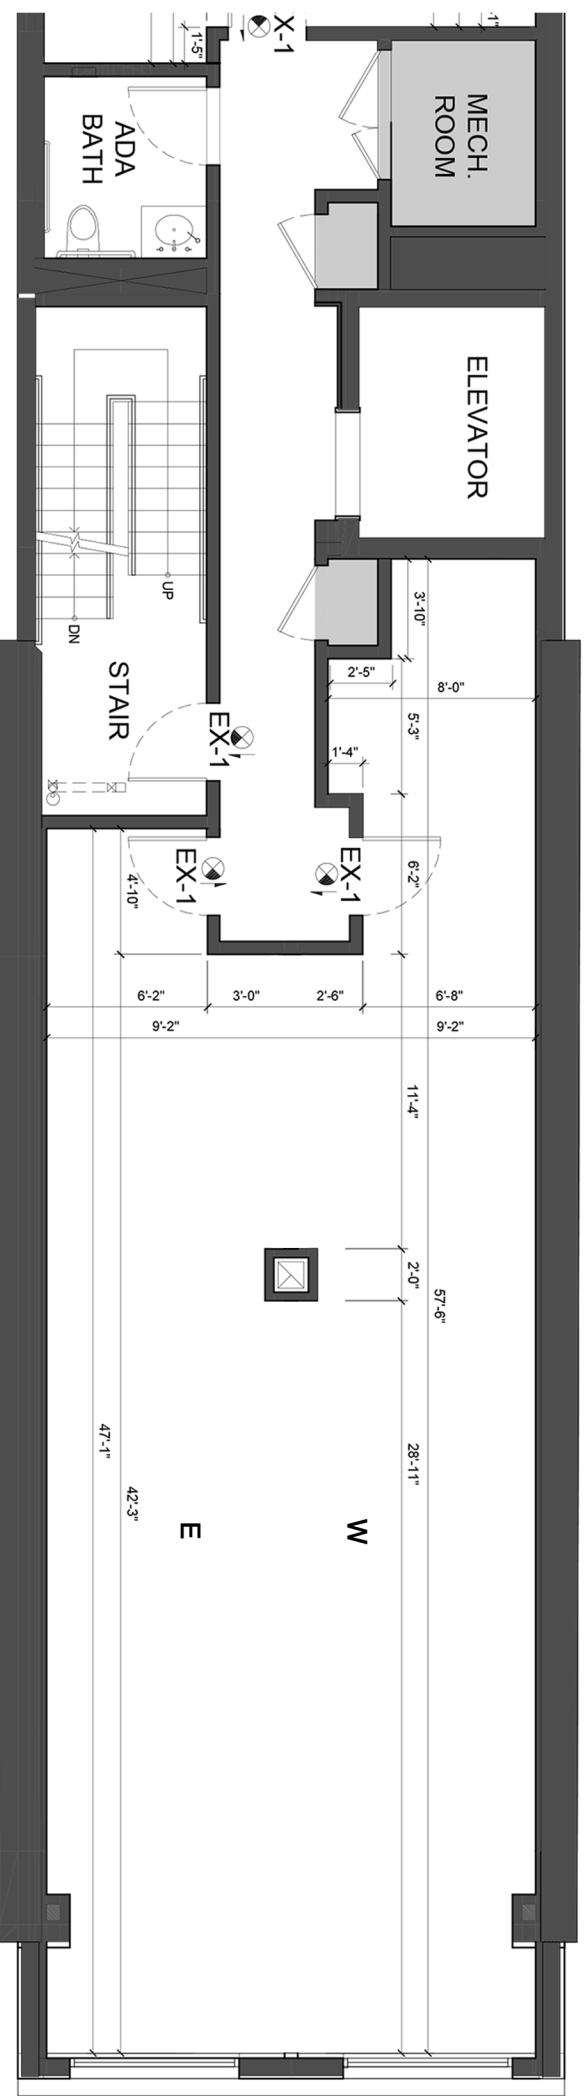 1'-5"
EX-1
MECH.
ROOM
ADA
BATH
ELEVATOR
UP
DN
STAIR
3'-10"
2'-5"
8'-0"
5'-3"
EX-1
1'-4"
EX-1
EX-1
4'-10"
6'-2"
6'-2"
3'-0"
2'-6"
6'-8"
9'-2"
9'-2"
11'-4"
2'-0"
57'-6"
47'-1"
28'-11"
42'-3"
E
W